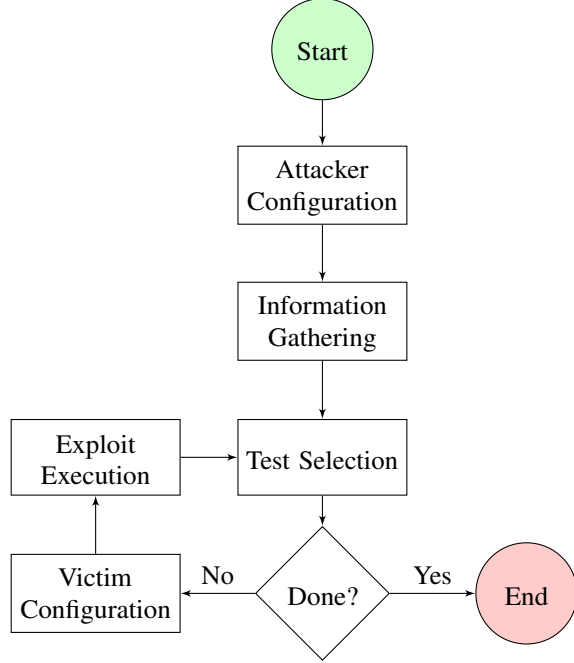 Start
Attacker
Configuration
Information
Gathering
Exploit
Execution
Test Selection
Victim
Configuration
No
Done?
Yes
End